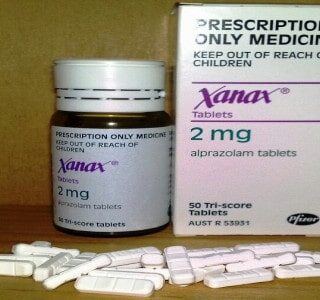 PRESCRIPTION ONLY MEDICINE
KEEP OUT OF REACH OF
CHILDREN
Xanax®
Tablets
2 mg
alprazolam tablets
50 Tri-score tablets
PRESCRIPTION
ONLY MEDIC
KEEP OUT OF REACH OF
CHILDREN
Xanax®
Tablets
2 mg
alprazolam tablets
50 Tri-score
Tablets
AUST R 53931
Pfizer